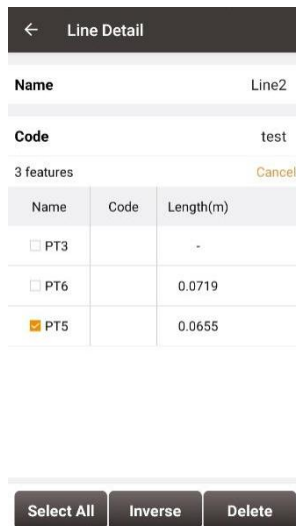 Line Detail
Name Line2
Code test
3 features Cancel
Name Code Length(m)
PT3 -
PT6 0.0719
PT5 0.0655
Select All Inverse Delete